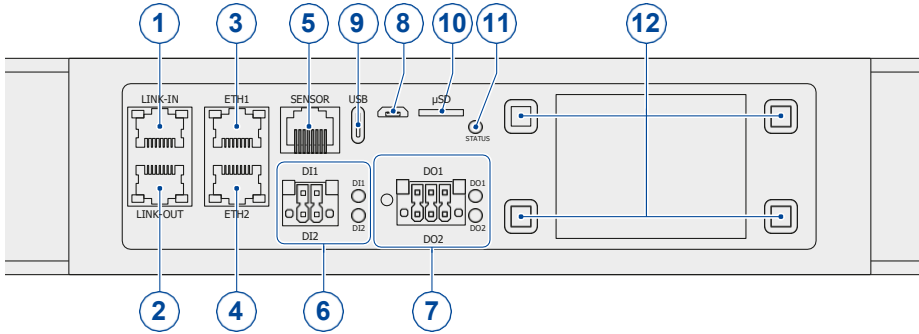 1 3 5 9 8 10 11 12
LINK-IN ETH1 SENSOR USB µSD
STATUS
DI1 DO1
DI1 DO1
DI2 DO2
LINK-OUT ETH2
DI2 DO2
2 4 6 7